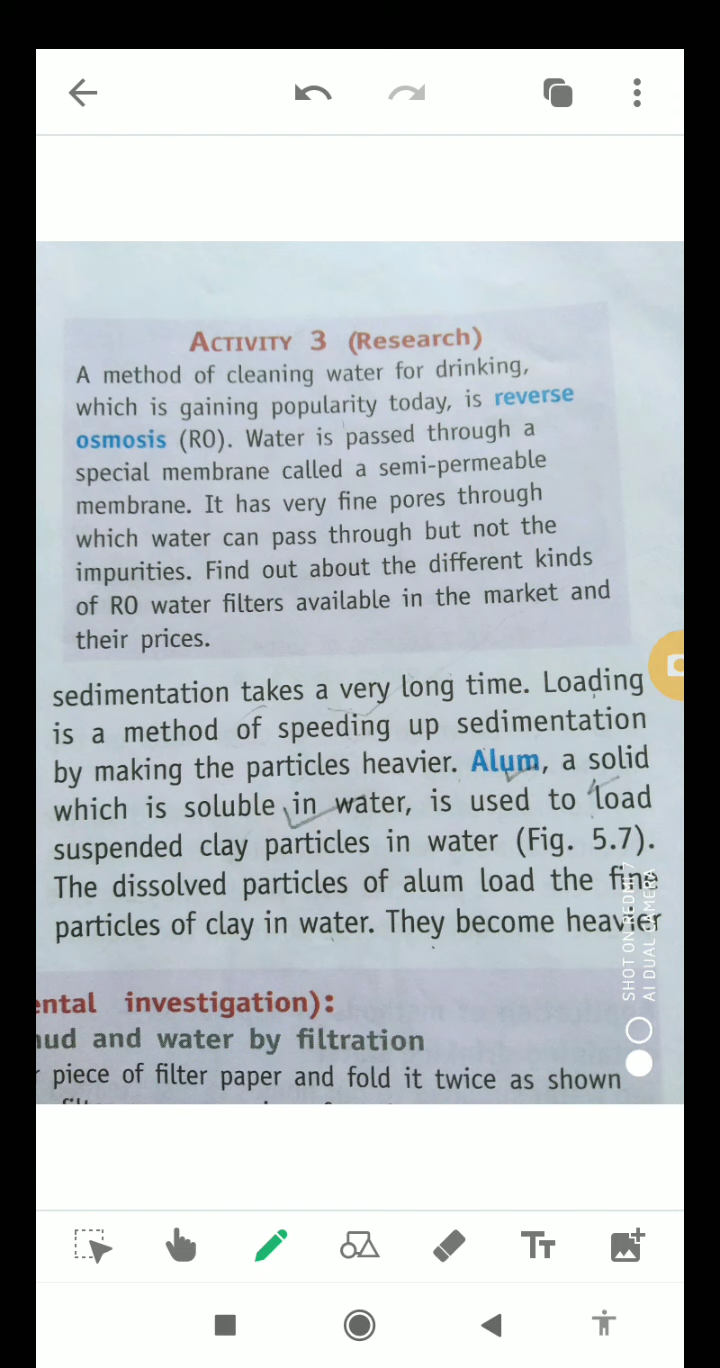 ACTIVITY 3 (Research)
A method of cleaning water for drinking,
which is gaining popularity today, is reverse
osmosis (RO). Water is passed through a
special membrane called a semi-permeable
membrane. It has very fine pores through
which water can pass through but not the
impurities. Find out about the different kinds
of RO water filters available in the market and
their prices.
sedimentation takes a very long time. Loading
is a method of speeding up sedimentation
by making the particles heavier. Alum, a solid
which is soluble in water, is used to load
suspended clay particles in water (Fig. 5.7).
The dissolved particles of alum load the fine
particles of clay in water. They become heavier
ental investigation):
ud and water by filtration
piece of filter paper and fold it twice as shown
SHOT ON REDMI 7
AI DUAL CAMERA
TT